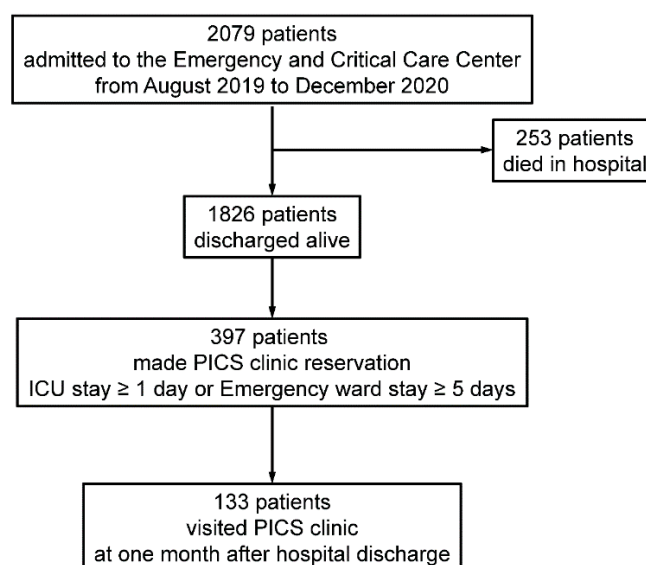 2079 patients
admitted to the Emergency and Critical Care Center
from August 2019 to December 2020
253 patients
died in hospital
1826 patients
discharged alive
397 patients
made PICS clinic reservation
ICU stay ≥ 1 day or Emergency ward stay ≥ 5 days
133 patients
visited PICS clinic
at one month after hospital discharge